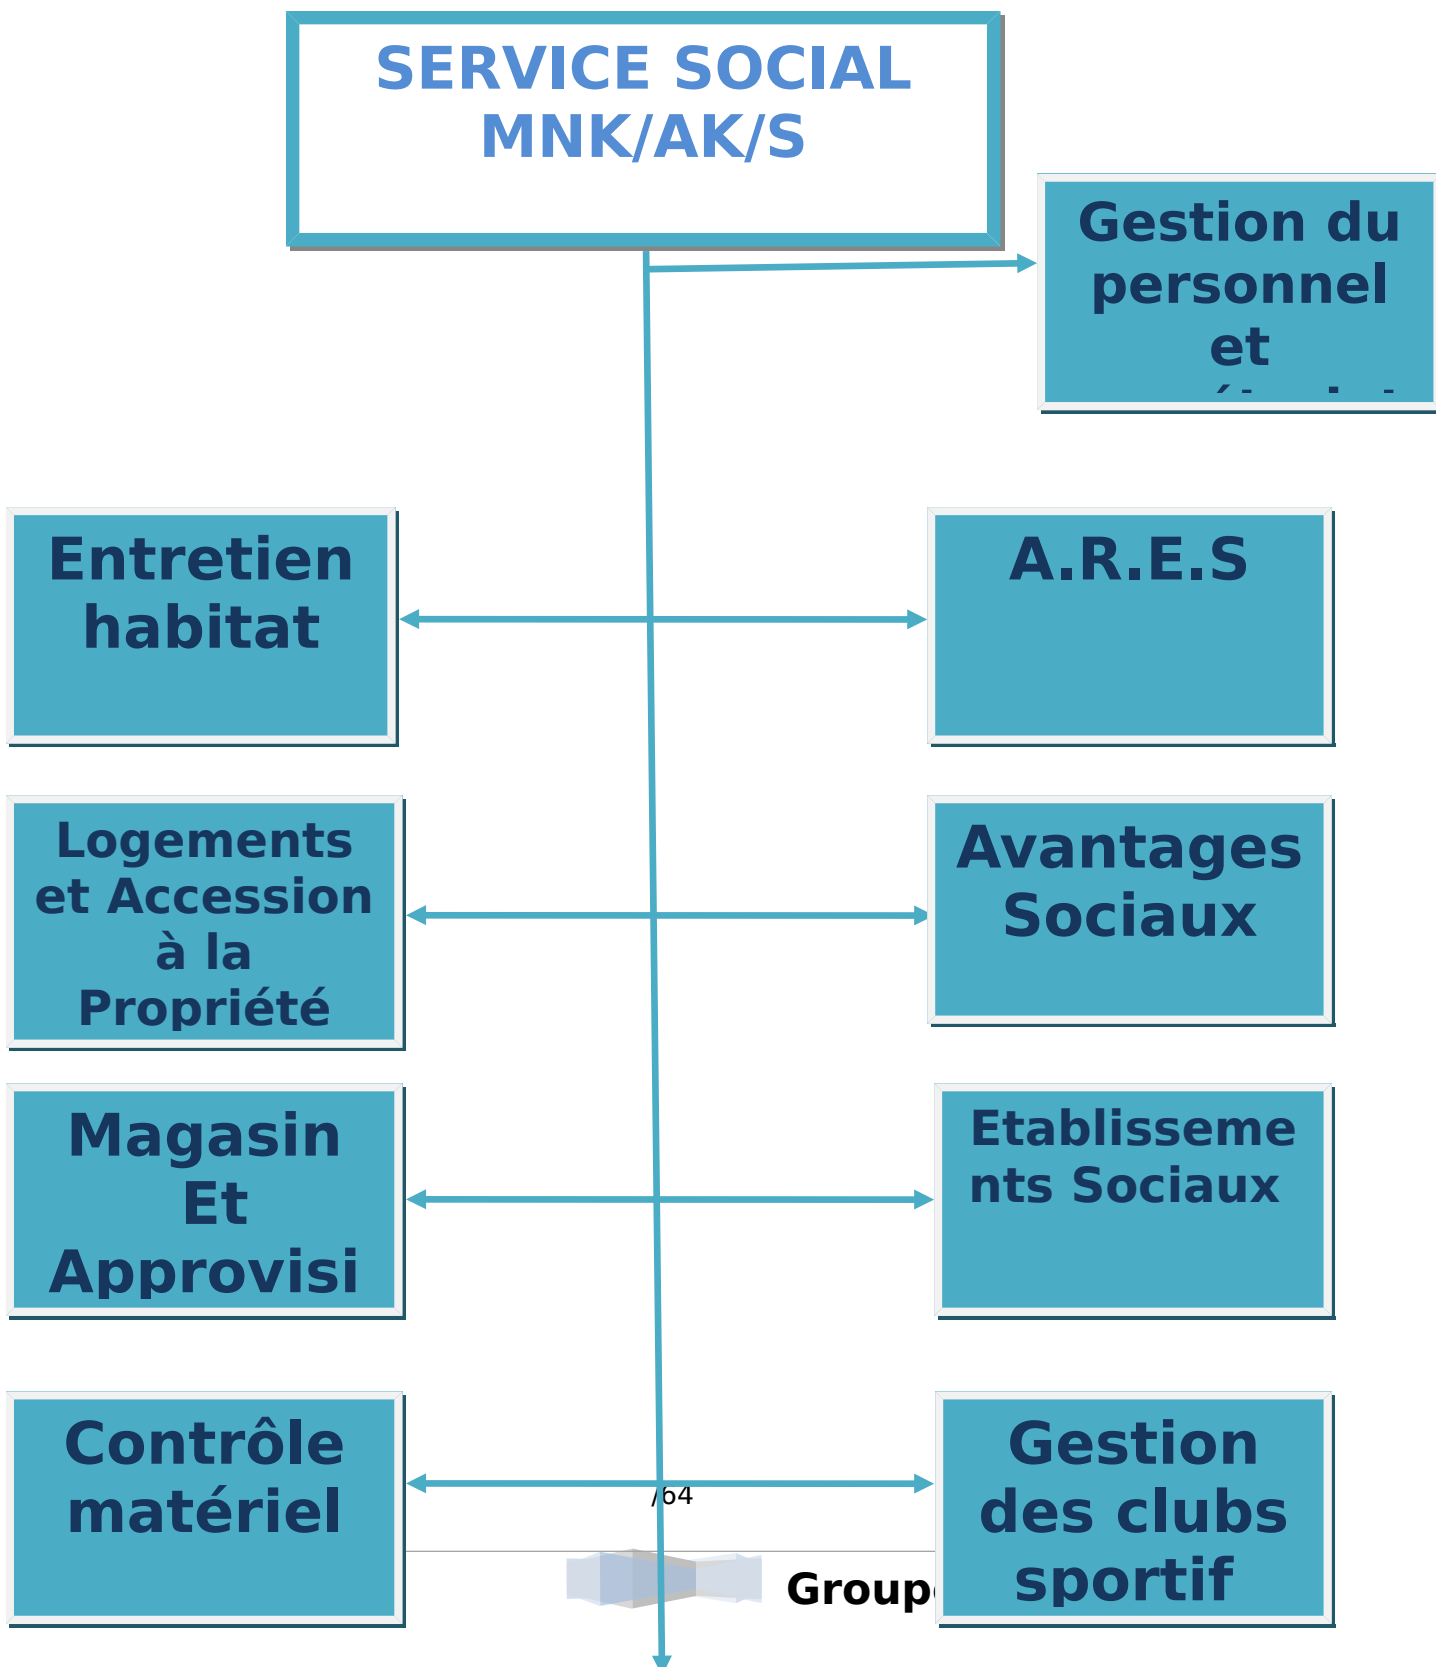 SERVICE SOCIAL
MNK/AK/S
Gestion du
personnel
et
Entretien
habitat
A.R.E.S
Logements
et Accession
à la
Propriété
Avantages
Sociaux
Magasin
Et
Approvisi
Etablisseme
nts Sociaux
Contrôle
matériel
Gestion
des clubs
sportif
/64